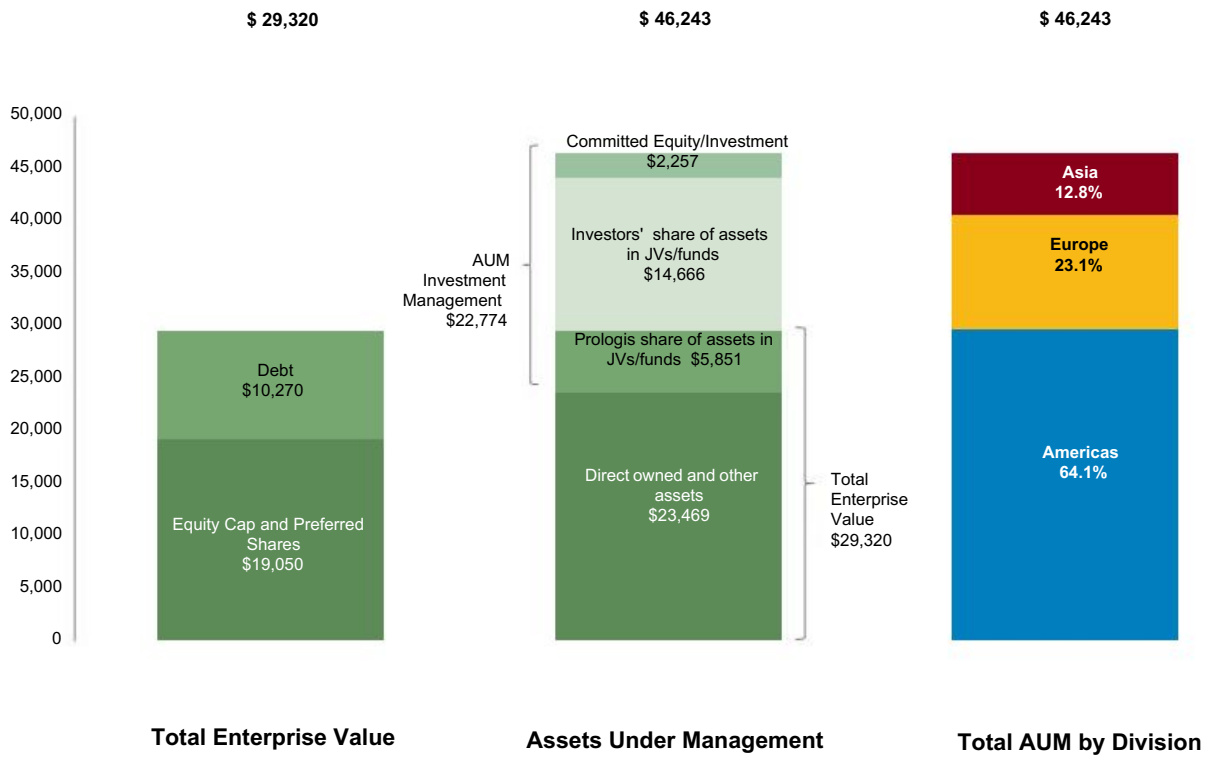 $ 29,320
$ 46,243
$ 46,243
50,000
45,000
40,000
35,000
30,000
25,000
20,000
15,000
10,000
5,000
0
Debt
$10,270
Equity Cap and Preferred
Shares
$19,050
AUM
Investment
Management
$22,774
Committed Equity/Investment
$2,257
Investors' share of assets
in JVs/funds
$14,666
Prologis share of assets in
JVs/funds $5,851
Direct owned and other
assets
$23,469
Total
Enterprise
Value
$29,320
Asia
12.8%
Europe
23.1%
Americas
64.1%
Total Enterprise Value
Assets Under Management
Total AUM by Division